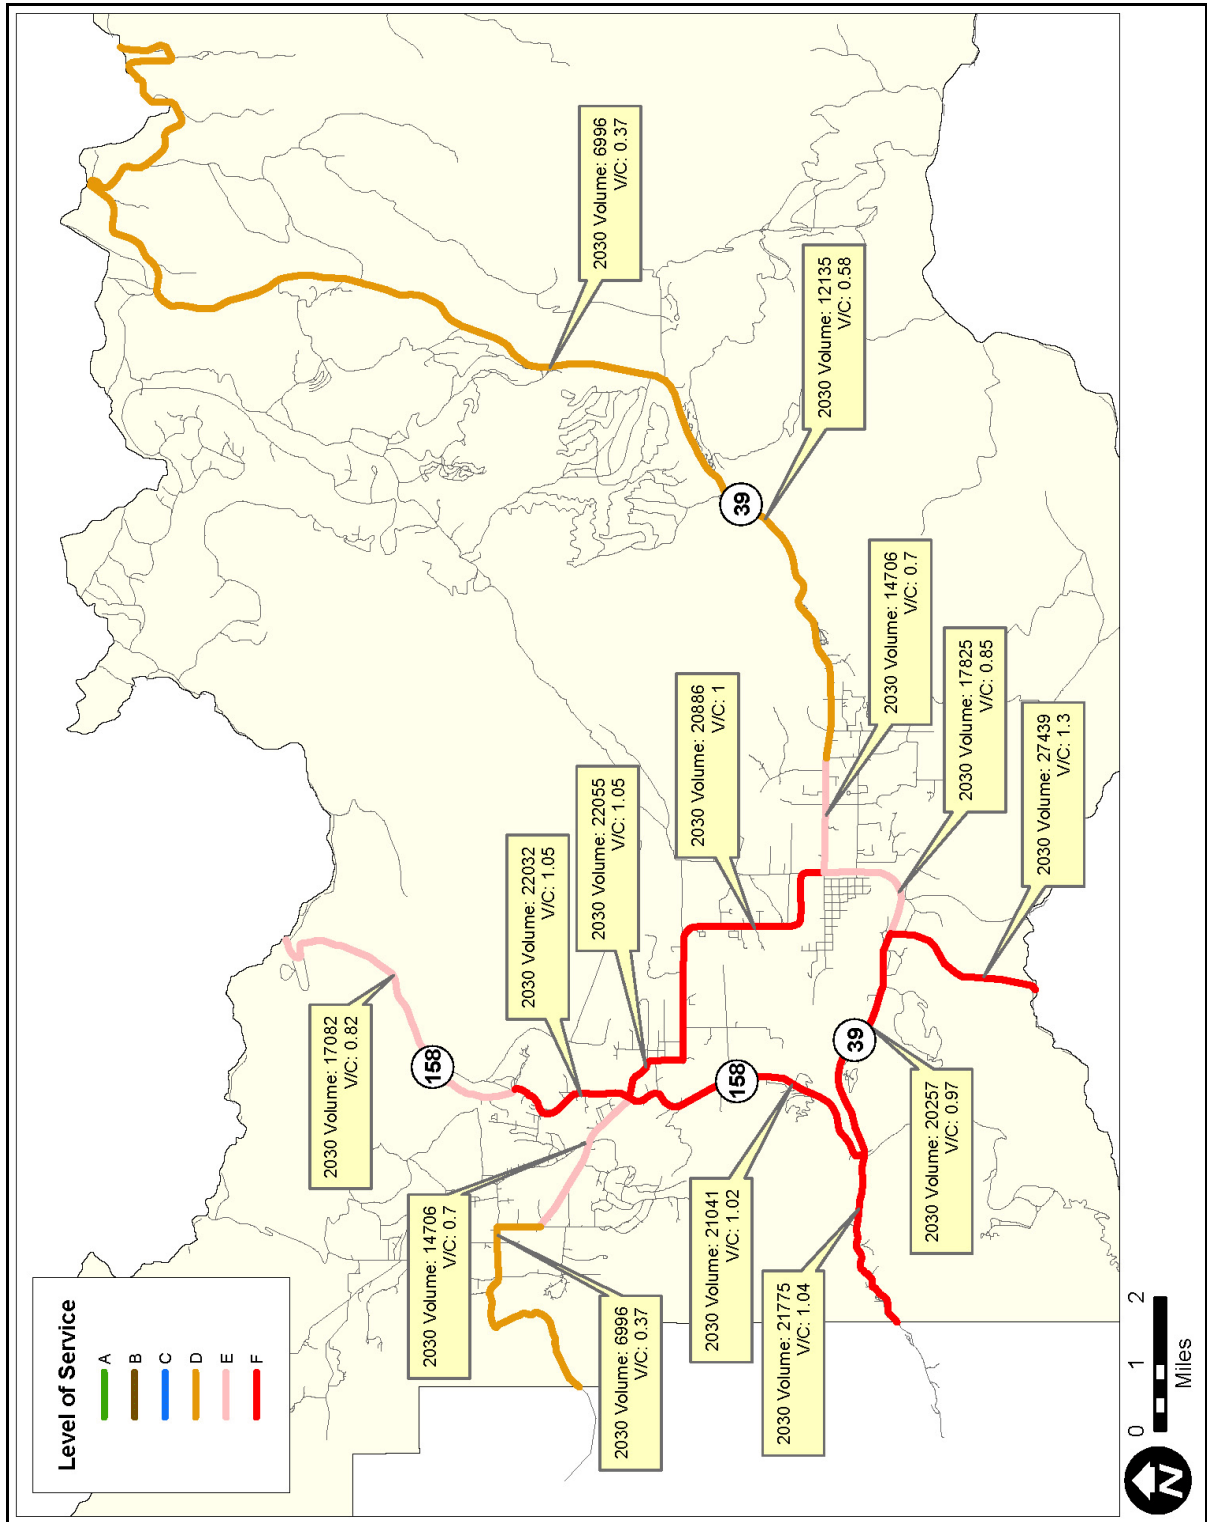 Level of Service
A
B
C
D
E
F
2030 Volume: 6996
V/C: 0.37
2030 Volume: 12135
V/C: 0.58
39
2030 Volume: 14706
V/C: 0.7
2030 Volume: 17825
V/C: 0.85
2030 Volume: 27439
V/C: 1.3
2030 Volume: 20886
V/C: 1
2030 Volume: 22055
V/C: 1.05
2030 Volume: 22032
V/C: 1.05
2030 Volume: 17082
V/C: 0.82
158
2030 Volume: 14706
V/C: 0.7
2030 Volume: 6996
V/C: 0.37
158
39
2030 Volume: 21041
V/C: 1.02
2030 Volume: 20257
V/C: 0.97
2030 Volume: 21775
V/C: 1.04
0 1 2
Miles
N